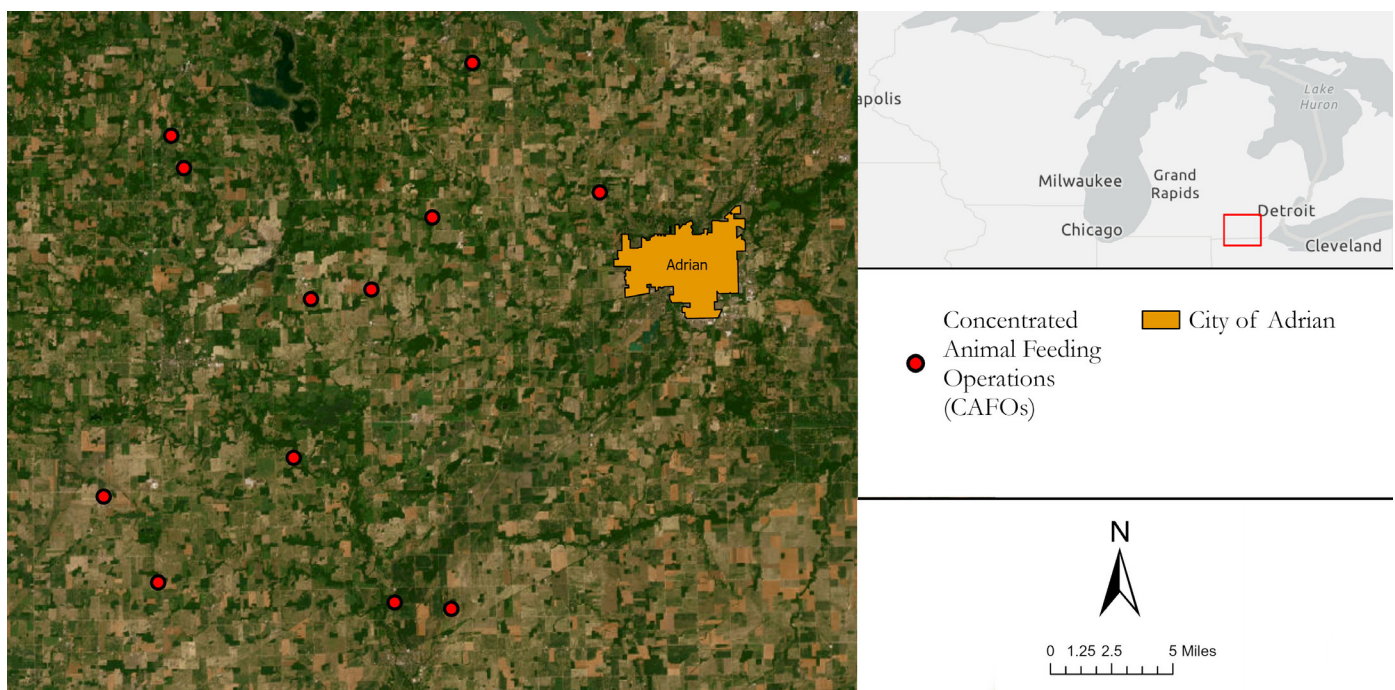 Adrian
apolis
Lake
Huron
Milwaukee
Grand
Rapids
Chicago
Detroit
Cleveland
Concentrated
Animal Feeding
Operations
(CAFOs)
City of Adrian
N
0 1.25 2.5 5 Miles